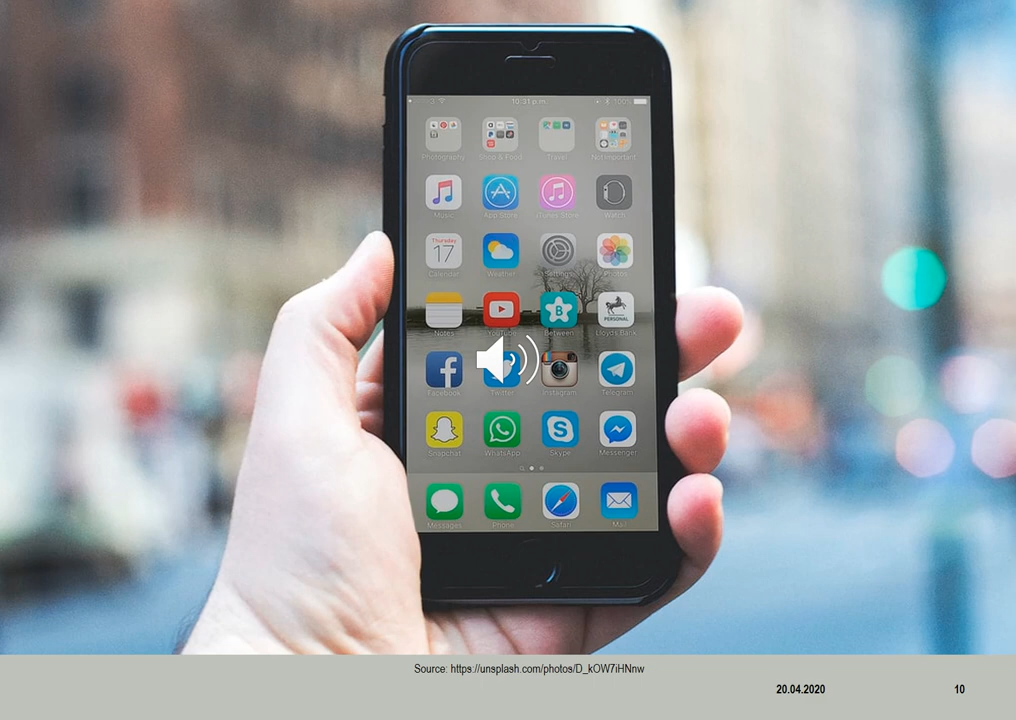 10:31 p.m. 100%
Photography Shop & Food Travel Not important
Music App Store iTunes Store Watch
Thursday
17
Calendar Weather Settings Photos
B
PERSONAL
Notes YouTube Between Lloyds Bank
Facebook Twitter Instagram Telegram
Snapchat WhatsApp Skype Messenger
Messages Phone Safari Mail
Source: https://unsplash.com/photos/D_kOW7iHNnw
20.04.2020 10